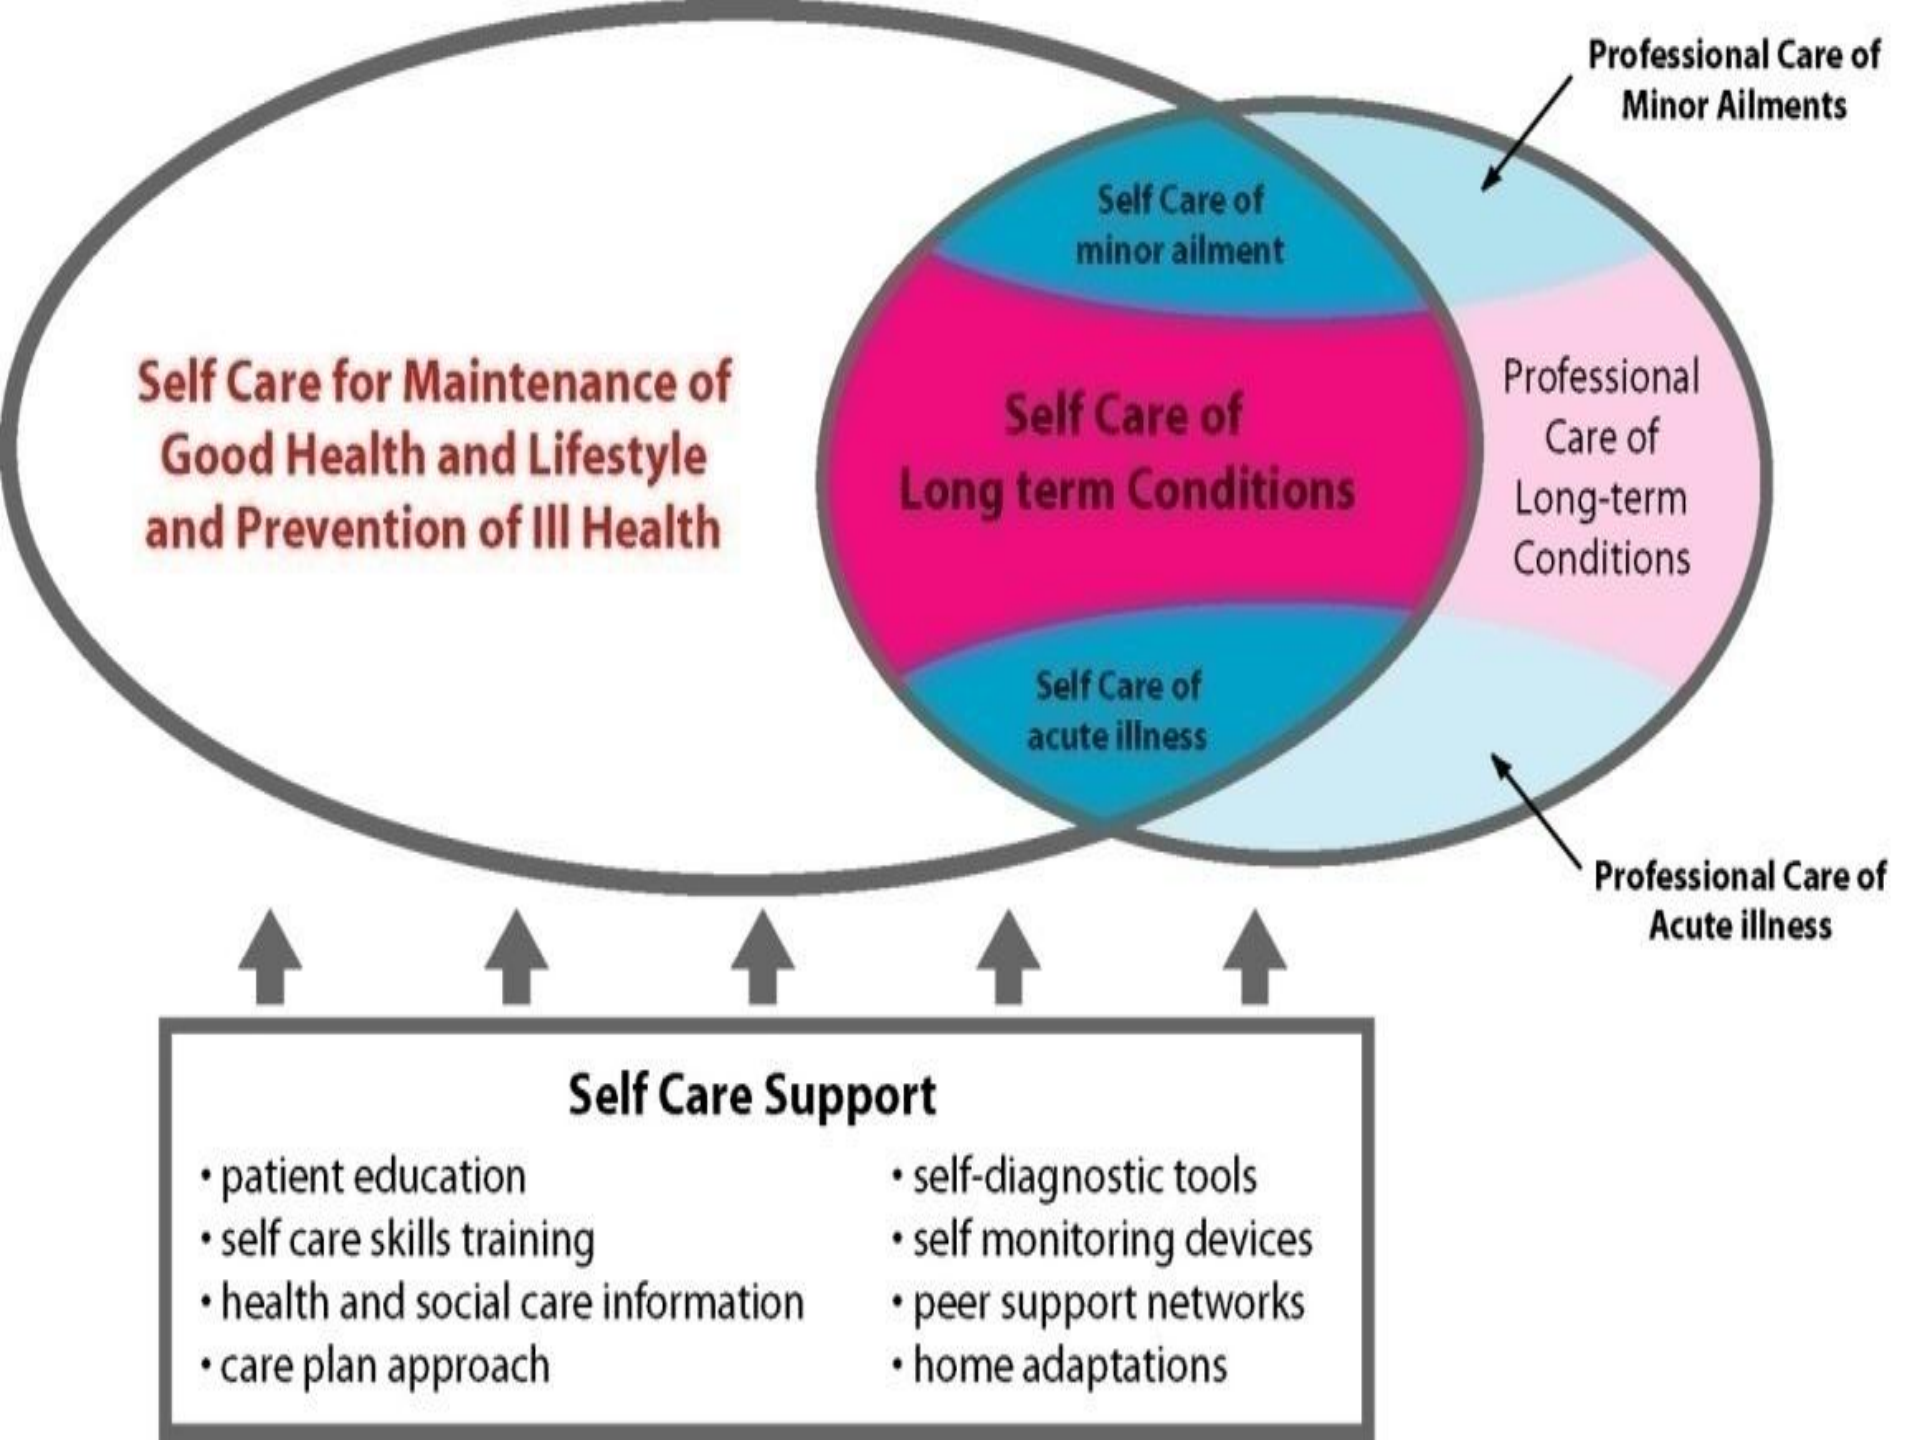 Professional Care of
Minor Ailments
Self Care of
minor ailment
Self Care for Maintenance of
Good Health and Lifestyle
and Prevention of Ill Health
Self Care of
Long term Conditions
Professional
Care of
Long-term
Conditions
Self Care of
acute illness
Professional Care of
Acute illness
Self Care Support
• patient education
• self care skills training
• health and social care information
• care plan approach
• self-diagnostic tools
• self monitoring devices
• peer support networks
• home adaptations